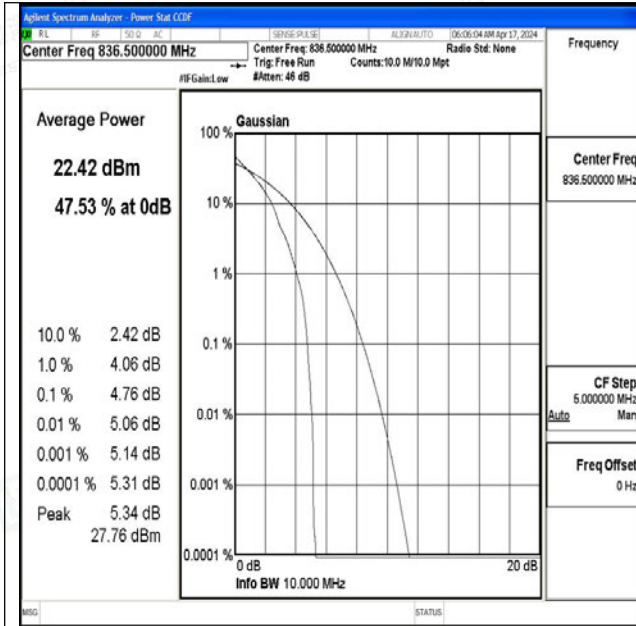 Agilent Spectrum Analyzer - Power Stat CCDF
RL RF 50 Ω AC SENSE:PULSE ALIGNAUTO 06:06:04 AM Apr 17, 2024
Center Freq 836.500000 MHz
Center Freq: 836.500000 MHz Radio Std: None
Trig: Free Run Counts:10.0 M/10.0 Mpt
#IFGain:Low #Atten: 46 dB
Frequency
Average Power
22.42 dBm
47.53 % at 0dB
10.0 % 2.42 dB
1.0 % 4.06 dB
0.1 % 4.76 dB
0.01 % 5.06 dB
0.001 % 5.14 dB
0.0001 % 5.31 dB
Peak 5.34 dB
27.76 dBm
Gaussian
100 %
10 %
1 %
0.1 %
0.01 %
0.001 %
0.0001 %
0 dB 20 dB
Info BW 10.000 MHz
Center Freq
836.500000 MHz
CF Step
5.000000 MHz
Auto Man
Freq Offset
0 Hz
MSG STATUS